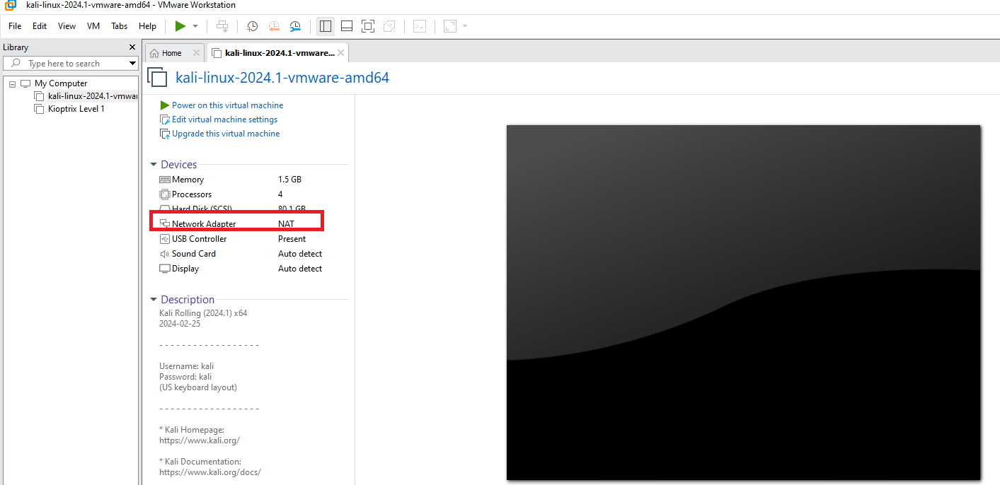 kali-linux-2024.1-vmware-amd64 - VMware Workstation
File Edit View VM Tabs Help
Library
Type here to search
My Computer
kali-linux-2024.1-vmwar
Kioptrix Level 1
Home
kali-linux-2024.1-vmware...
kali-linux-2024.1-vmware-amd64
Power on this virtual machine
Edit virtual machine settings
Upgrade this virtual machine
Devices
Memory 1.5 GB
Processors 4
Hard Disk (SCSI) 80.1 GB
Network Adapter NAT
USB Controller Present
Sound Card Auto detect
Display Auto detect
Description
Kali Rolling (2024.1) x64
2024-02-25
- - - - - - - - - - - - - - - - - -
Username: kali
Password: kali
(US keyboard layout)
- - - - - - - - - - - - - - - - - -
* Kali Homepage:
https://www.kali.org/
* Kali Documentation:
https://www.kali.org/docs/